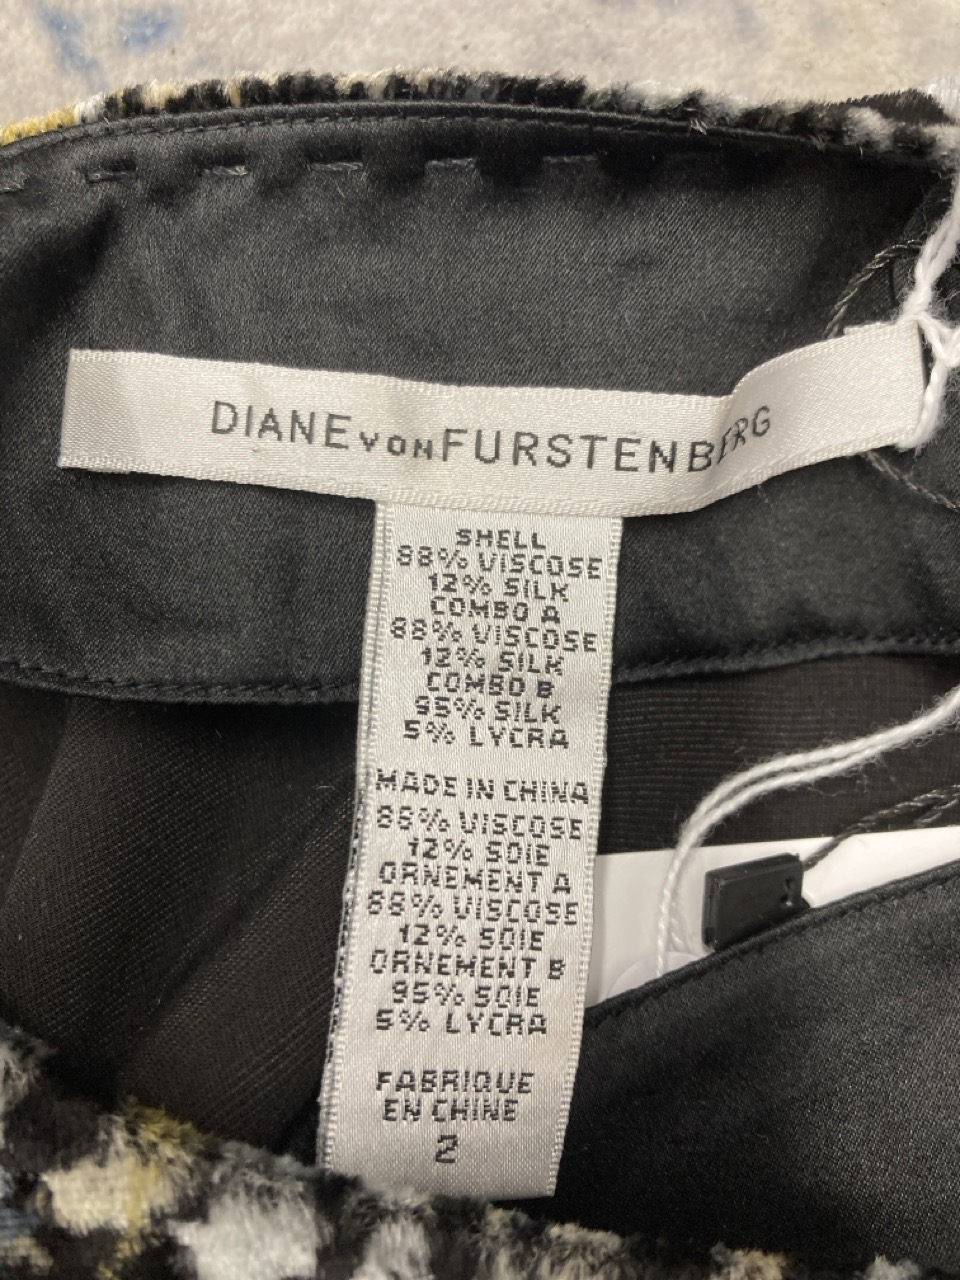 DIANE VON FURSTENBERG
SHELL
88% VISCOSE
12% SILK
COMBO A
88% VISCOSE
12% SILK
COMBO B
95% SILK
5% LYCRA
MADE IN CHINA
88% VISCOSE
12% SOIE
ORNEMENT A
88% VISCOSE
12% SOIE
ORNEMENT B
95% SOIE
5% LYCRA
FABRIQUE
EN CHINE
2